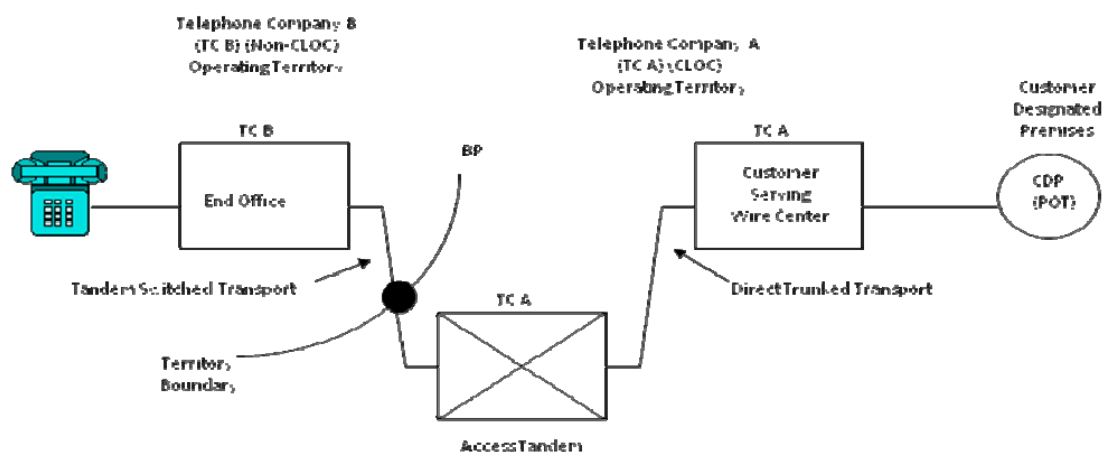 Telephone Company B
(TC B) (Non-CLOC)
Operating Territory
Telephone Company A
(TC A) (CLOC)
Operating Territory
Customer
Designated
Premises
TC B
BP
TC A
End Office
Customer
Serving
Wire Center
CDP
(POT)
Tandem Switched Transport
TC A
Direct Trunked Transport
Territory
Boundary
Access Tandem